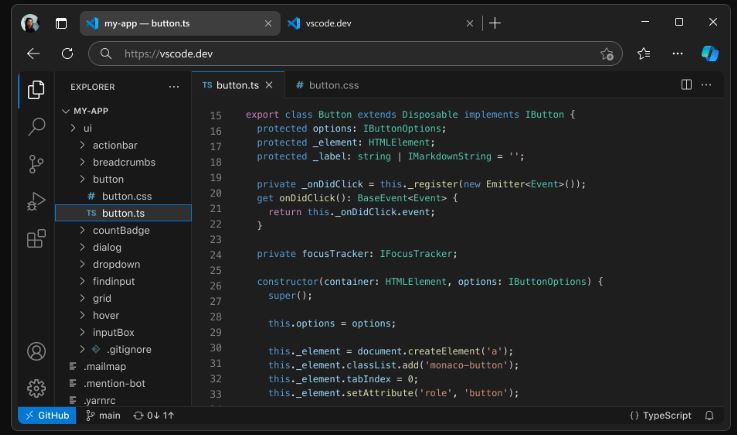 my-app — button.ts
vscode.dev
https://vscode.dev
EXPLORER
MY-APP
ui
actionbar
breadcrumbs
button
# button.css
TS button.ts
countBadge
dialog
dropdown
findinput
grid
hover
inputBox
.gitignore
.mailmap
.mention-bot
.yarnrc
TS button.ts
# button.css
15 export class Button extends Disposable implements IButton {
16 protected options: IButtonOptions;
17 protected _element: HTMLElement;
18 protected _label: string | IMarkdownString = '';
19
20 private _onDidClick = this._register(new Emitter<Event>());
21 get onDidClick(): BaseEvent<Event> {
22 return this._onDidClick.event;
23 }
24 private focusTracker: IFocusTracker;
25
26 constructor(container: HTMLElement, options: IButtonOptions) {
27 super();
28
29 this.options = options;
30 this._element = document.createElement('a');
31 this._element.classList.add('monaco-button');
32 this._element.tabIndex = 0;
33 this._element.setAttribute('role', 'button');
34
GitHub
main
0↓ 1↑
{} TypeScript